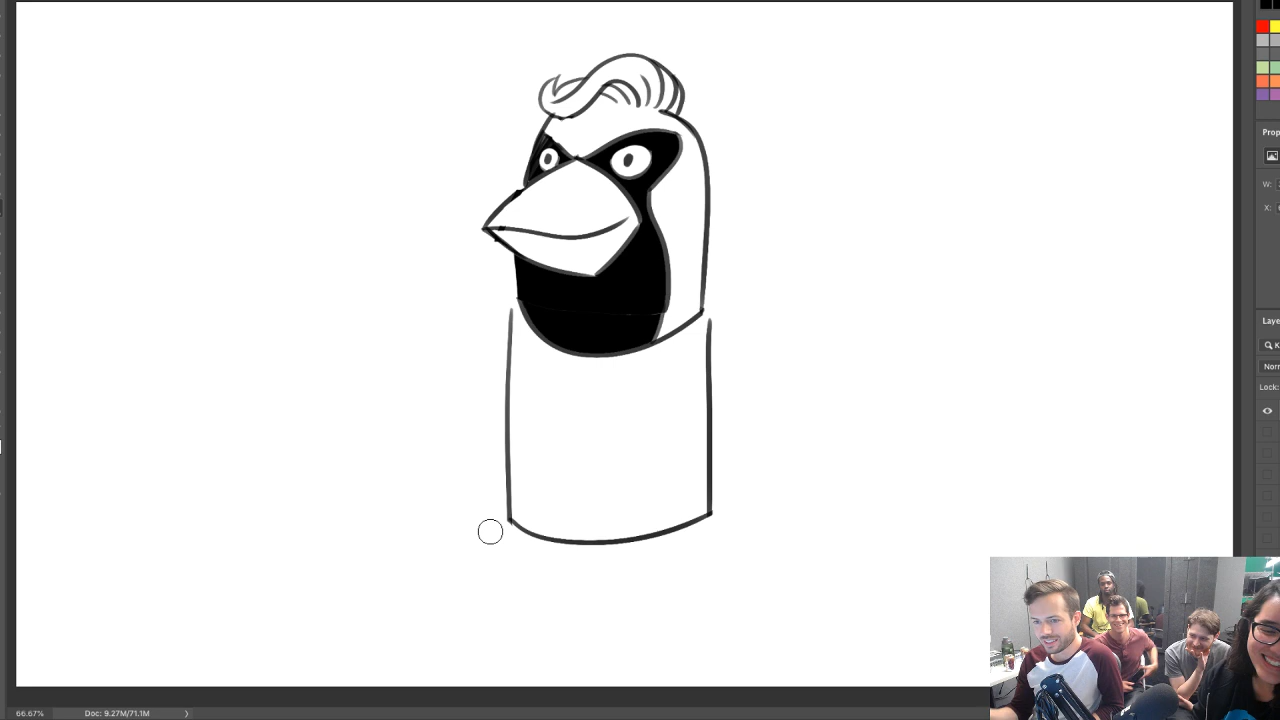 Prop
W:
X:
Laye
K
Norr
Lock:
66.67% Doc: 9.27M/71.1M